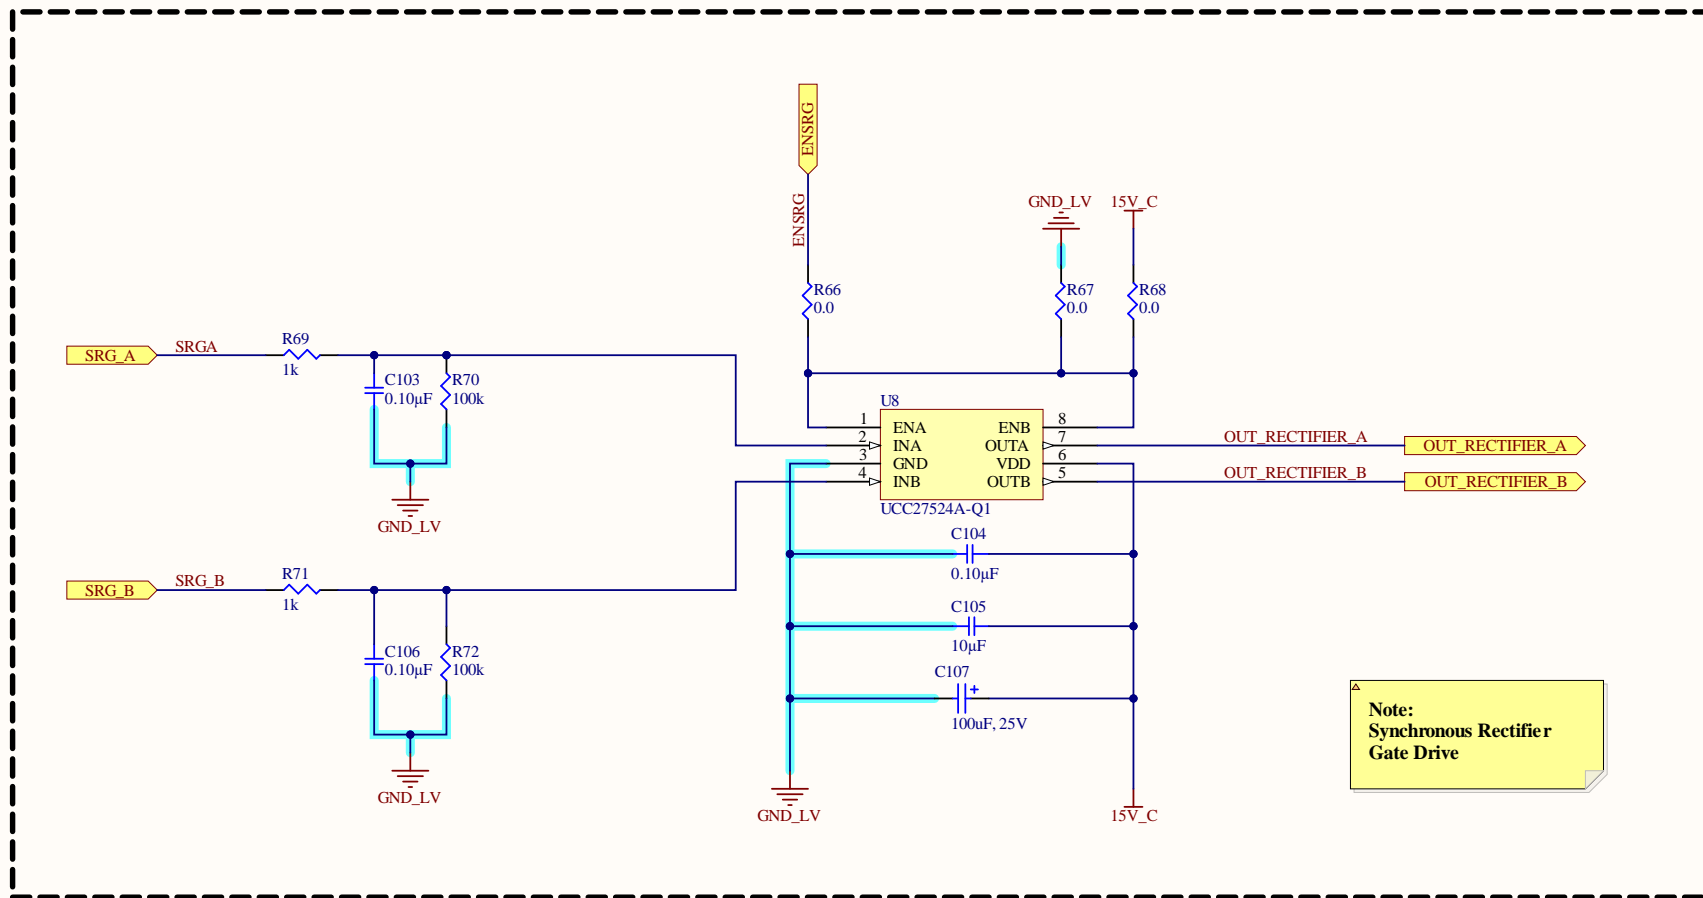 ENSRG
ENSRG
GND_LV
15V_C
R66
0.0
R67
0.0
R68
0.0
SRG_A
SRGA
R69
1k
C103
0.10µF
R70
100k
GND_LV
U8
1
ENA
ENB
8
2
INA
OUTA
7
3
GND
VDD
6
4
INB
OUTB
5
UCC27524A-Q1
OUT_RECTIFIER_A
OUT_RECTIFIER_A
OUT_RECTIFIER_B
OUT_RECTIFIER_B
C104
0.10µF
SRG_B
SRG_B
R71
1k
C105
10µF
C106
0.10µF
R72
100k
C107
+
100uF, 25V
GND_LV
GND_LV
15V_C
Note:
Synchronous Rectifier
Gate Drive